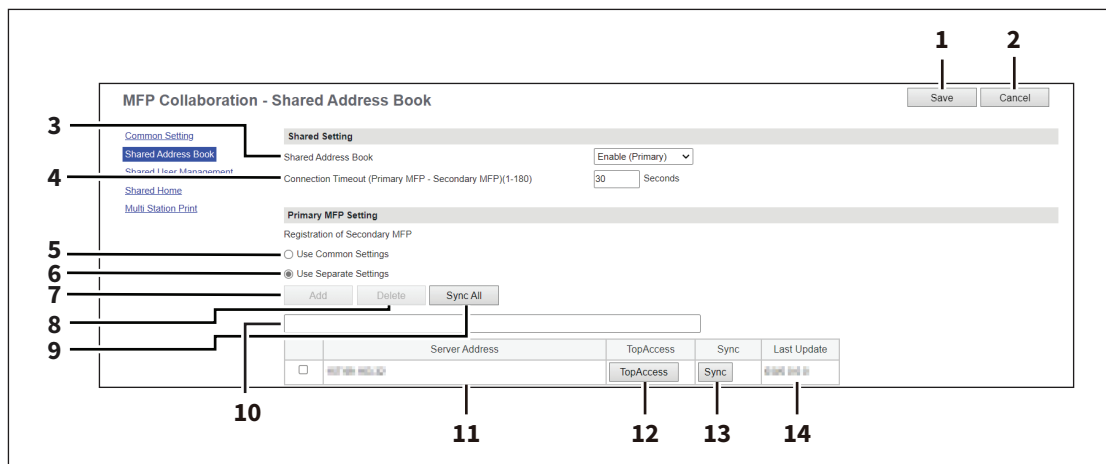 1 2
MFP Collaboration - Shared Address Book
Save Cancel
3
Common Setting
Shared Setting
Shared Address Book
Shared Address Book
Enable (Primary)
4
Shared User Management
Connection Timeout (Primary MFP - Secondary MFP)(1-180)
30 Seconds
Shared Home
Multi Station Print
Primary MFP Setting
Registration of Secondary MFP
5
Use Common Settings
6
Use Separate Settings
7
Add Delete Sync All
8
9
Server Address TopAccess Sync Last Update
TopAccess Sync
10 11 12 13 14